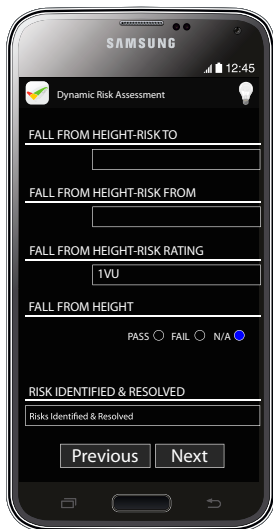 SAMSUNG
12:45
Dynamic Risk Assessment
FALL FROM HEIGHT-RISK TO
FALL FROM HEIGHT-RISK FROM
FALL FROM HEIGHT-RISK RATING
1VU
FALL FROM HEIGHT
PASS FAIL N/A
RISK IDENTIFIED & RESOLVED
Risks Identified & Resolved
Previous Next